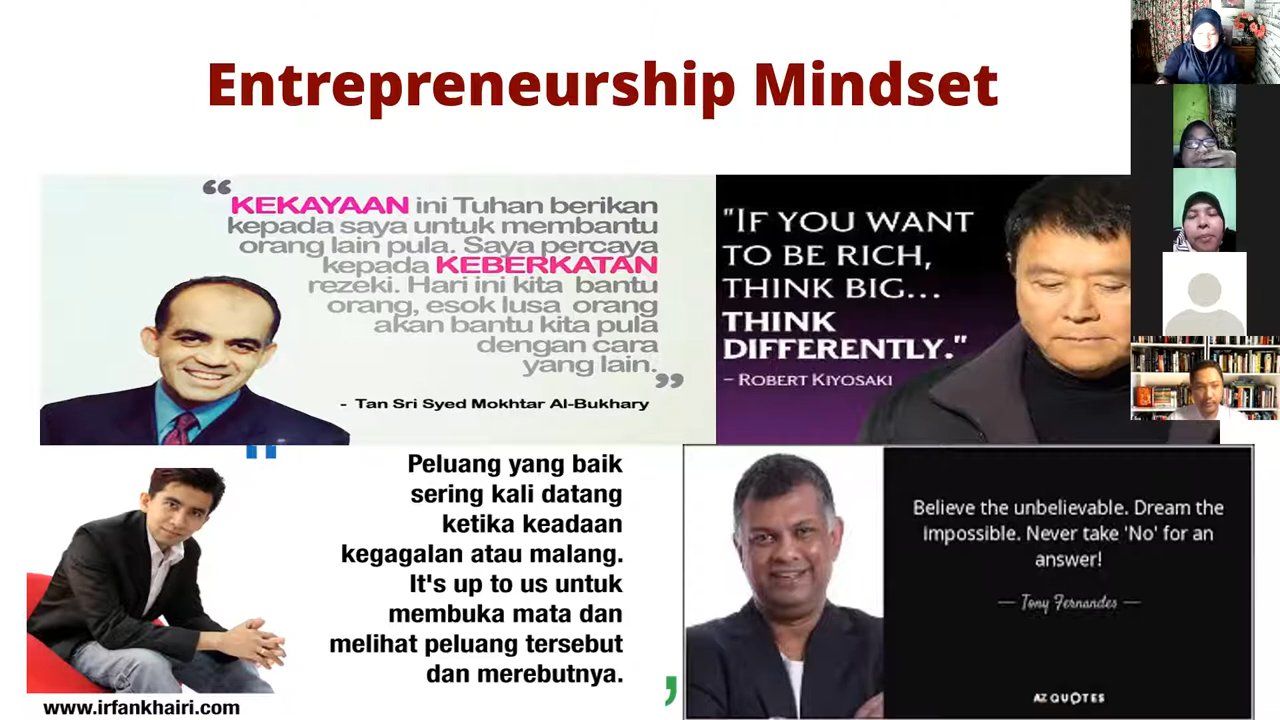 Entrepreneurship Mindset
“KEKAYAAN ini Tuhan berikan
kepada saya untuk membantu
orang lain pula. Saya percaya
kepada KEBERKATAN
rezeki. Hari ini kita bantu
orang, esok lusa orang
akan bantu kita pula
dengan cara
yang lain.”
- Tan Sri Syed Mokhtar Al-Bukhary
"IF YOU WANT
TO BE RICH,
THINK BIG...
THINK
DIFFERENTLY."
– ROBERT KIYOSAKI
"
Peluang yang baik
sering kali datang
ketika keadaan
kegagalan atau malang.
It's up to us untuk
membuka mata dan
melihat peluang tersebut
dan merebutnya.
www.irfankhairi.com
Believe the unbelievable. Dream the
impossible. Never take 'No' for an
answer!
— Tony Fernandes —
AZ QUOTES